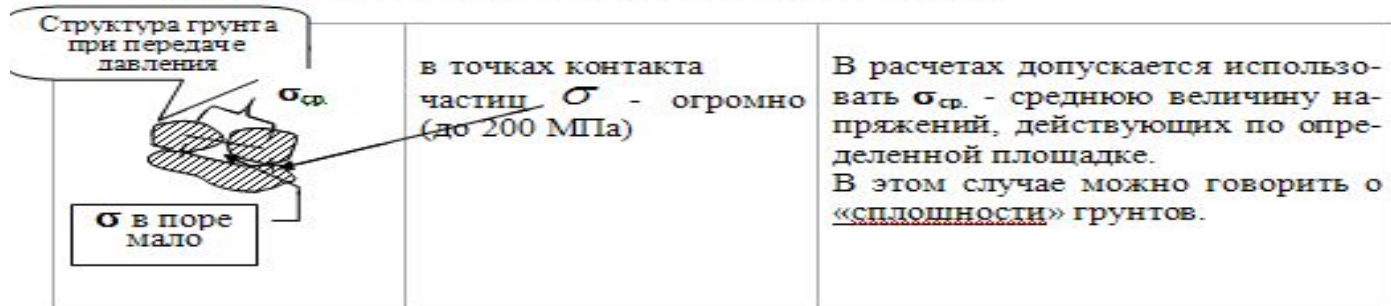 Структура грунта
при передаче
давления
σср.
σ в поре
мало
в точках контакта
частиц σ - огромно
(до 200 МПа)
В расчетах допускается использо-
вать σср. - среднюю величину на-
пряжений, действующих по опре-
деленной площадке.
В этом случае можно говорить о
«сплошности» грунтов.